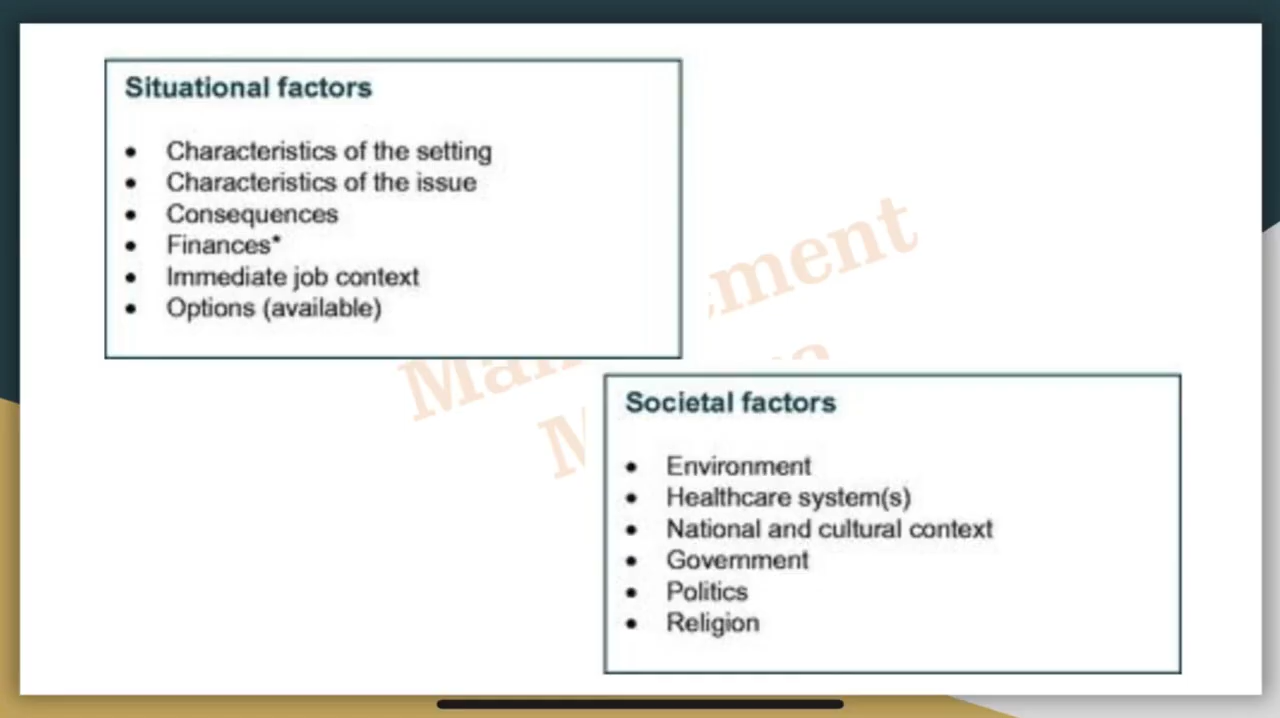 Situational factors
• Characteristics of the setting
• Characteristics of the issue
• Consequences
• Finances*
• Immediate job context
• Options (available)
Societal factors
• Environment
• Healthcare system(s)
• National and cultural context
• Government
• Politics
• Religion